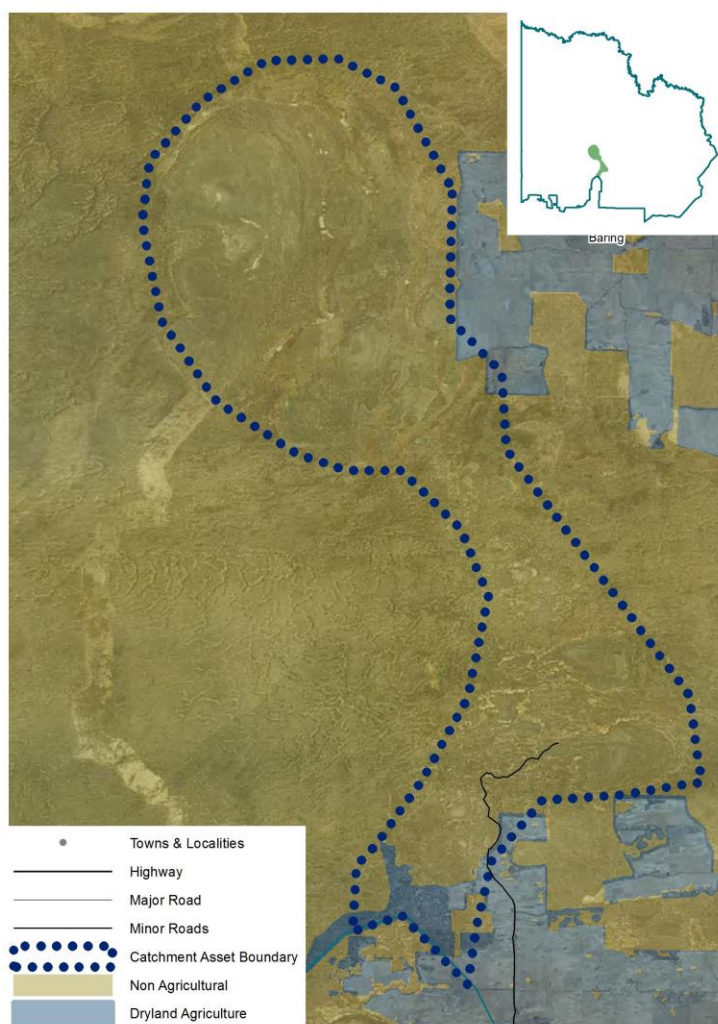 Baring
Towns & Localities
Highway
Major Road
Minor Roads
Catchment Asset Boundary
Non Agricultural
Dryland Agriculture